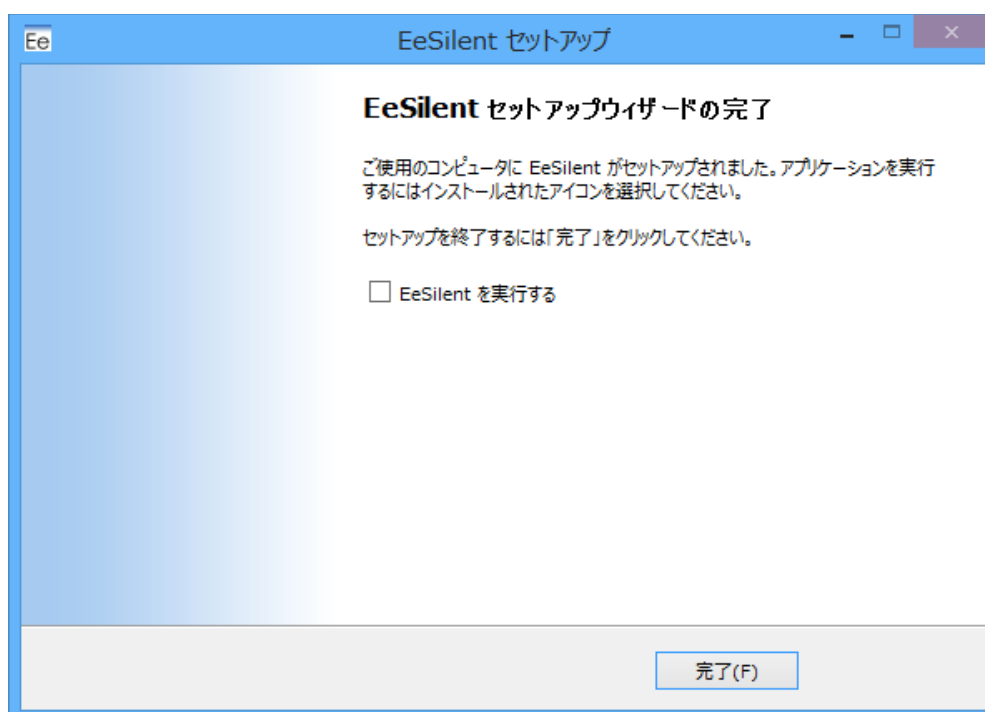 Ee
EeSilent セットアップ
EeSilent セットアップウィザードの完了
ご使用のコンピュータに EeSilent がセットアップされました。アプリケーションを実行
するにはインストールされたアイコンを選択してください。
セットアップを終了するには「完了」をクリックしてください。
EeSilent を実行する
完了(F)